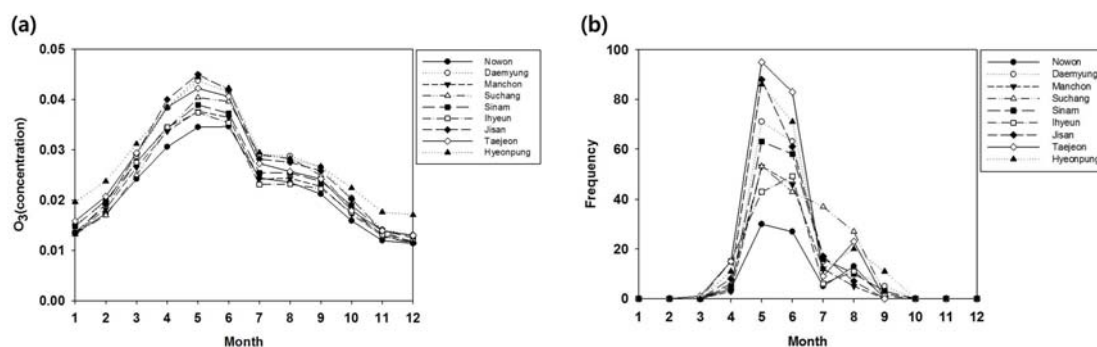 (a)
0.05
0.04
0.03
0.02
0.01
0.00
O3(concentration)
1 2 3 4 5 6 7 8 9 10 11 12
Month
Nowon
Daemyung
Manchon
Suchang
Sinam
Ihyeun
Jisan
Taejeon
Hyeonpung
(b)
100
80
60
40
20
0
Frequency
1 2 3 4 5 6 7 8 9 10 11 12
Month
Nowon
Daemyung
Manchon
Suchang
Sinam
Ihyeun
Jisan
Taejeon
Hyeonpung